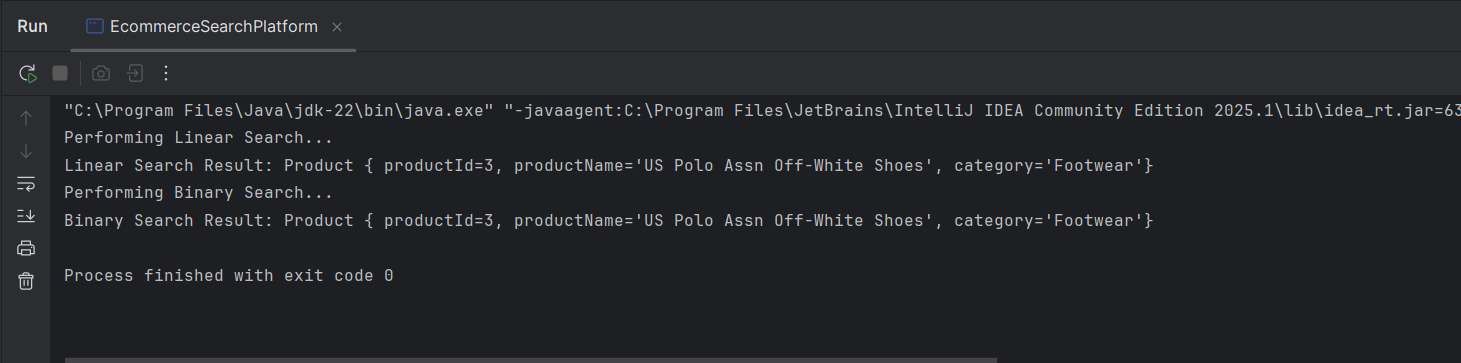 Run EcommerceSearchPlatform
"C:\Program Files\Java\jdk-22\bin\java.exe" "-javaagent:C:\Program Files\JetBrains\IntelliJ IDEA Community Edition 2025.1\lib\idea_rt.jar=63
Performing Linear Search...
Linear Search Result: Product { productId=3, productName='US Polo Assn Off-White Shoes', category='Footwear'}
Performing Binary Search...
Binary Search Result: Product { productId=3, productName='US Polo Assn Off-White Shoes', category='Footwear'}
Process finished with exit code 0